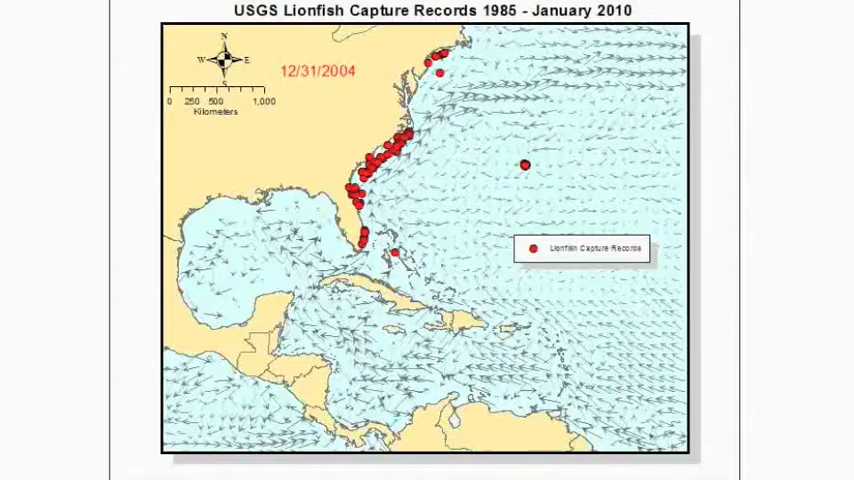 USGS Lionfish Capture Records 1985 - January 2010
N
W E
S
12/31/2004
0 250 500 1,000
Kilometers
Lionfish Capture Records